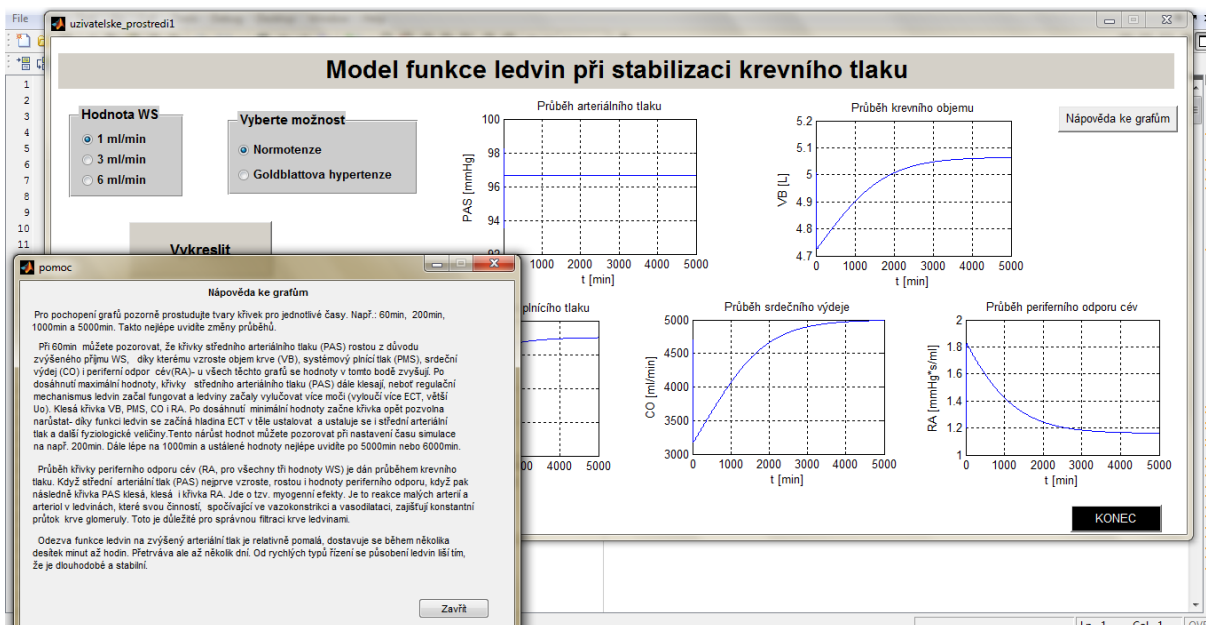 File
uzivatelske_prostredi1
Model funkce ledvin při stabilizaci krevního tlaku
Hodnota WS
1 ml/min
3 ml/min
6 ml/min
Vyberte možnost
Normotenze
Goldblattova hypertenze
Vykreslit
Průběh arteriálního tlaku
PAS [mmHg]
100
98
96
94
92
1000 2000 3000 4000 5000
t [min]
Průběh krevního objemu
VB [L]
5.2
5.1
5
4.9
4.8
4.7
0 1000 2000 3000 4000 5000
t [min]
Nápověda ke grafům
plnícího tlaku
000 2000 3000 4000 5000
t [min]
Průběh srdečního výdeje
CO [ml/min]
5000
4500
4000
3500
3000
0 1000 2000 3000 4000 5000
t [min]
Průběh periferního odporu cév
RA [mmHg*s/ml]
2
1.8
1.6
1.4
1.2
1
0 1000 2000 3000 4000 5000
t [min]
KONEC
pomoc
Nápověda ke grafům
Pro pochopení grafů pozorně prostudujte tvary křivek pro jednotlivé časy. Např.: 60min, 200min,
1000min a 5000min. Takto nejlépe uvidíte změny průběhů.
Při 60min můžete pozorovat, že křivky středního arteriálního tlaku (PAS) rostou z důvodu
zvýšeného příjmu WS, díky kterému vzroste objem krve (VB), systémový plnící tlak (PMS), srdeční
výdej (CO) i periferní odpor cév(RA)- u všech těchto grafů se hodnoty v tomto bodě zvyšují. Po
dosáhnutí maximální hodnoty, křivky středního arteriálního tlaku (PAS) dále klesají, neboť regulační
mechanismus ledvin začal fungovat a ledviny začaly vylučovat více moči (vyloučí více ECT, větší
Uo). Klesá křivka VB, PMS, CO i RA. Po dosáhnutí minimální hodnoty začne křivka opět pozvolna
narůstat- díky funkci ledvin se začíná hladina ECT v těle ustalovat a ustaluje se i střední arteriální
tlak a další fyziologické veličiny.Tento nárůst hodnot můžete pozorovat při nastavení času simulace
na např. 200min. Dále lépe na 1000min a ustálené hodnoty nejlépe uvidíte po 5000min nebo 6000min.
Průběh křivky periferního odporu cév (RA, pro všechny tři hodnoty WS) je dán průběhem krevního
tlaku. Když střední arteriální tlak (PAS) nejprve vzroste, rostou i hodnoty periferního odporu, když pak
následně křivka PAS klesá, klesá i křivka RA. Jde o tzv. myogenní efekty. Je to reakce malých arterií a
arteriol v ledvinách, které svou činností, spočívající ve vazokonstrikci a vasodilataci, zajišťují konstantní
průtok krve glomeruly. Toto je důležité pro správnou filtraci krve ledvinami.
Odezva funkce ledvin na zvýšený arteriální tlak je relativně pomalá, dostavuje se během několika
desítek minut až hodin. Přetrváva ale až několik dní. Od rychlých typů řízení se působení ledvin liší tím,
že je dlouhodobé a stabilní.
Zavřít
1
2
3
4
5
6
7
8
9
10
11